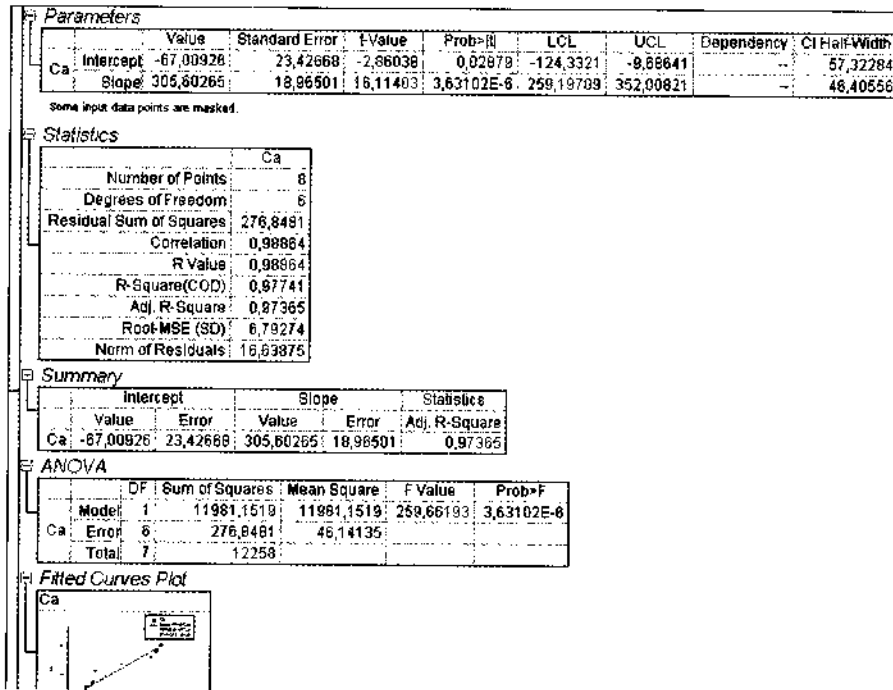 Parameters
Value Standard Error t-Value Prob>|t| LCL UCL Dependency CI Half-Width
Ca Intercept -67,00926 23,42668 -2,86038 0,02878 -124,3321 -9,68641 -- 57,32284
Slope 305,60265 18,96501 16,11403 3,63102E-6 259,19709 352,00821 -- 46,40556
Some input data points are masked.
Statistics
Ca
Number of Points 8
Degrees of Freedom 6
Residual Sum of Squares 276,8481
Correlation 0,98864
R Value 0,98864
R-Square(COD) 0,97741
Adj. R-Square 0,97365
Root-MSE (SD) 6,79274
Norm of Residuals 16,63875
Summary
Intercept Slope Statistics
Value Error Value Error Adj. R-Square
Ca -67,00926 23,42668 305,60265 18,96501 0,97365
ANOVA
DF Sum of Squares Mean Square F Value Prob>F
Model 1 11981,1519 11981,1519 259,66193 3,63102E-6
Ca Error 6 276,8481 46,14135
Total 7 12258
Fitted Curves Plot
Ca